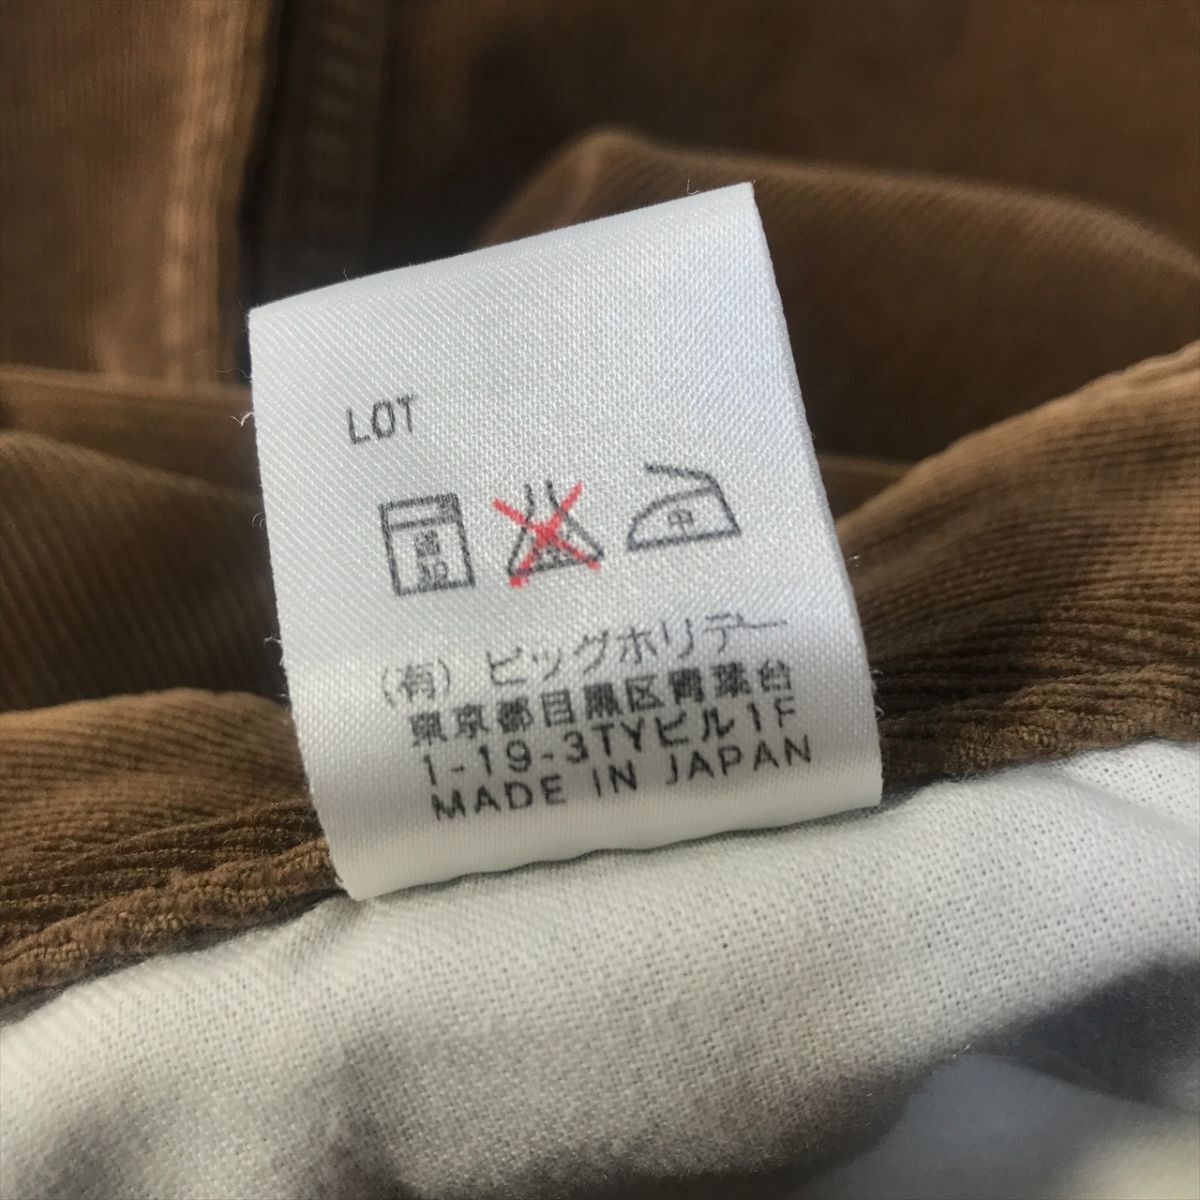 LOT
中
(有)ビッグホリデー
東京都目黒区青葉台
1-19-3TYビル1F
MADE IN JAPAN